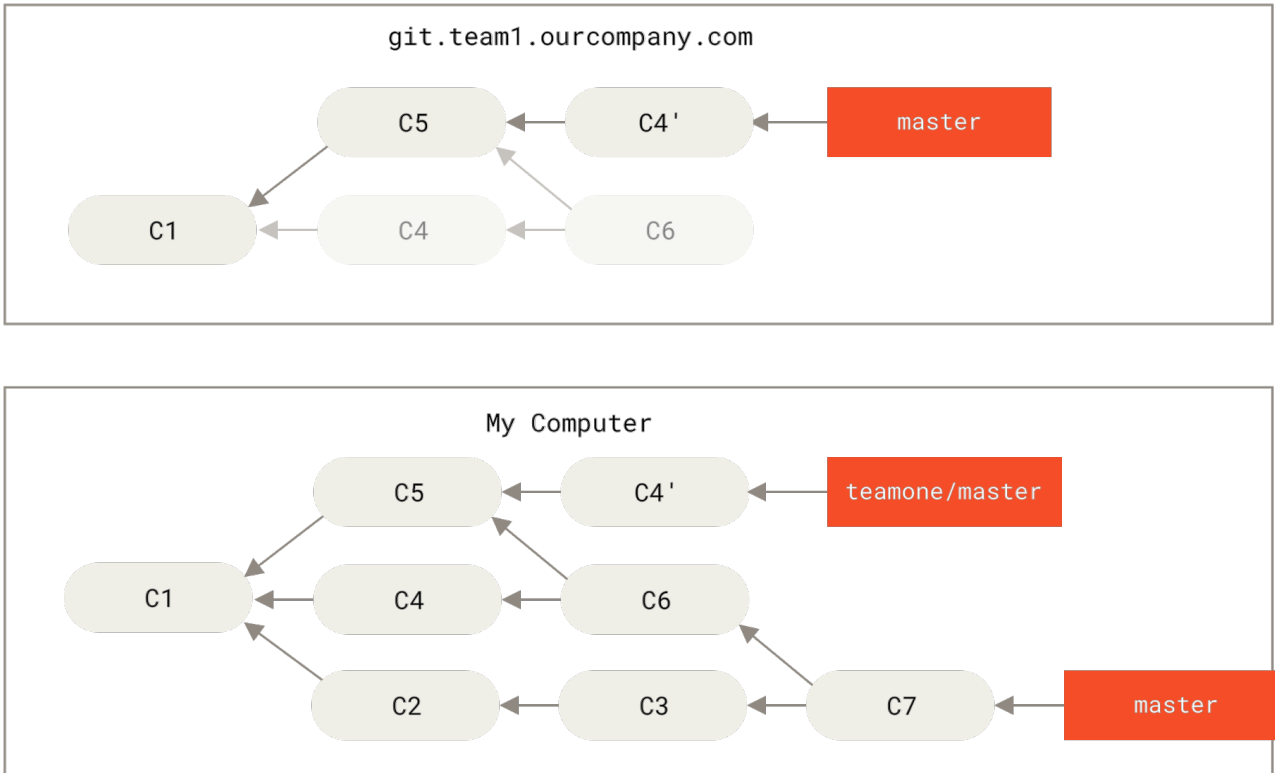 git.team1.ourcompany.com
C5 C4' master
C1 C4 C6
My Computer
C5 C4' teamone/master
C1 C4 C6
C2 C3 C7 master